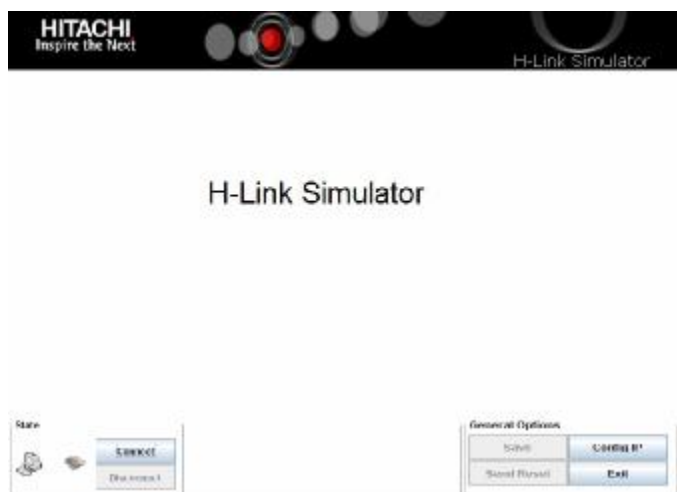 HITACHI
Inspire the Next
H-Link Simulator
H-Link Simulator
State
Connect
Disconnect
General Options
Save
Config IP
Send Reset
Exit